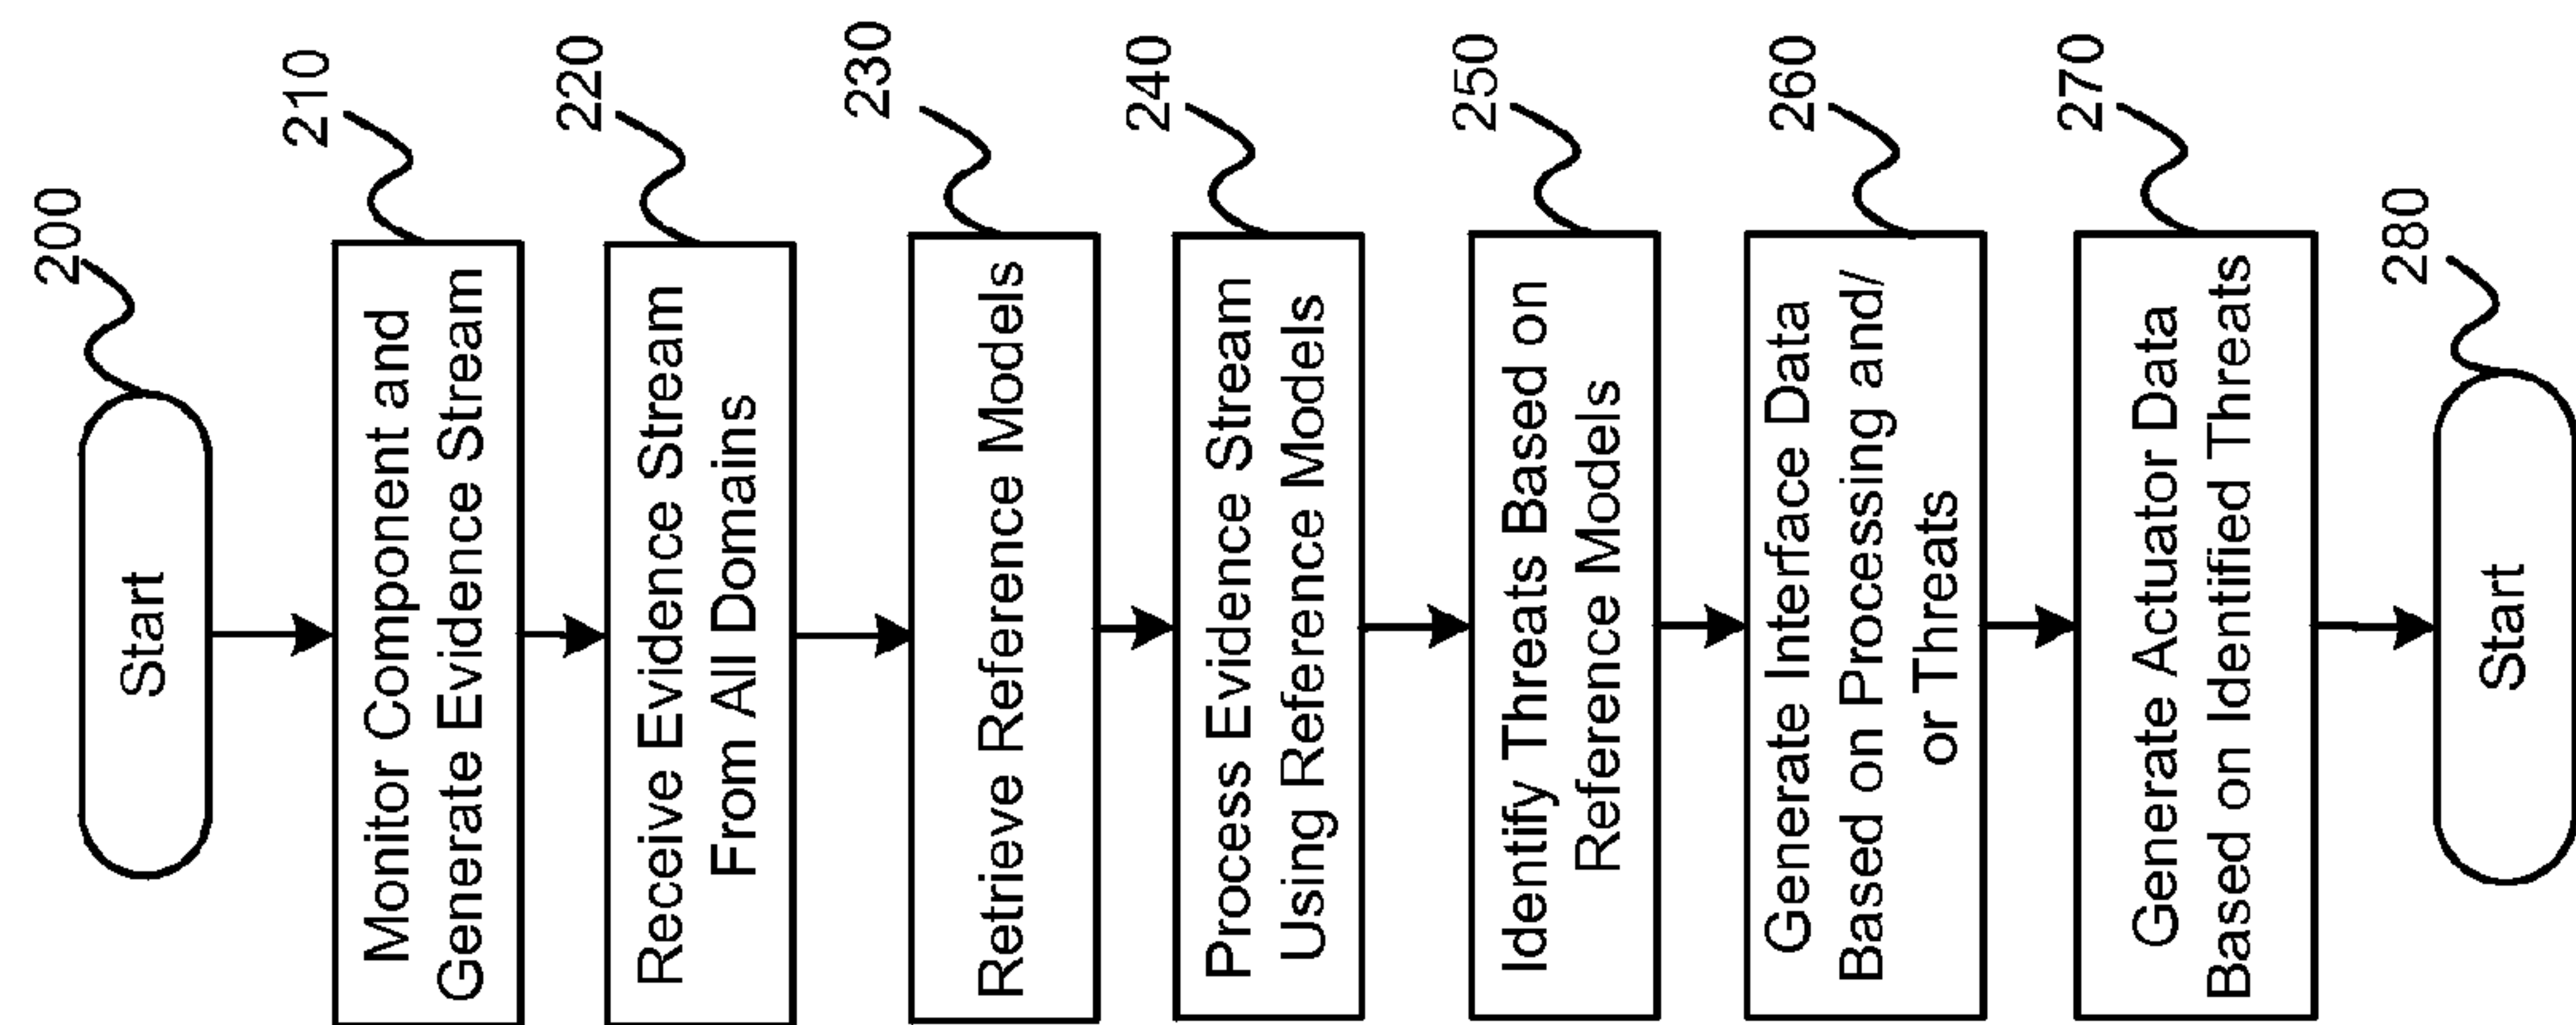 200
Start
210
Monitor Component and
Generate Evidence Stream
220
Receive Evidence Stream
From All Domains
230
Retrieve Reference Models
240
Process Evidence Stream
Using Reference Models
250
Identify Threats Based on
Reference Models
260
Generate Interface Data
Based on Processing and/
or Threats
270
Generate Actuator Data
Based on Identified Threats
280
Start